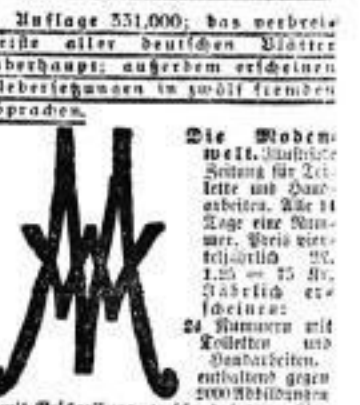 Auflage 331,000; das verbrei-
tetste aller deutschen Blätter
überhaupt; außerdem erscheinen
Uebersetzungen in zwölf fremden
Sprachen.
Die Moden-
welt. Illustrirte
Zeitung für Toi-
lette und Hand-
arbeiten. Alle 14
Tage eine Num-
mer. Preis vier-
teljährlich M.
1.25 = 75 Kr.
Jährlich er-
scheinen:
24 Nummern mit
Toiletten und
Handarbeiten,
enthaltend gegen
2000 Abbildungen